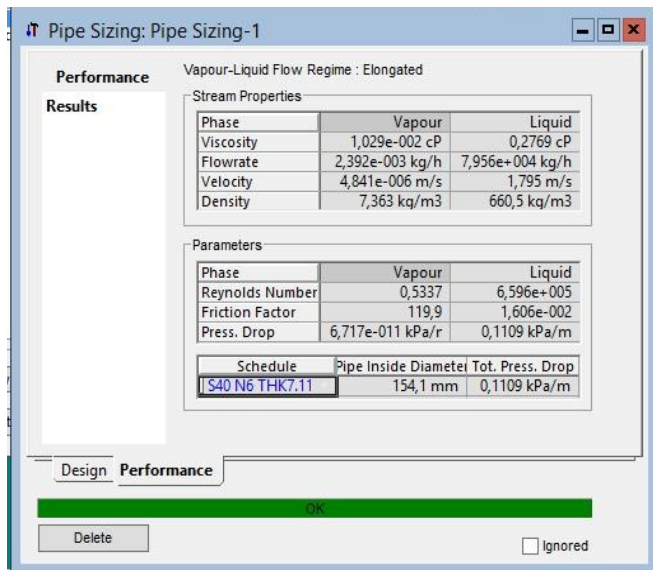 Pipe Sizing: Pipe Sizing-1
Performance
Results
Vapour-Liquid Flow Regime : Elongated
Stream Properties
Phase Vapour Liquid
Viscosity 1,029e-002 cP 0,2769 cP
Flowrate 2,392e-003 kg/h 7,956e+004 kg/h
Velocity 4,841e-006 m/s 1,795 m/s
Density 7,363 kg/m3 660,5 kg/m3
Parameters
Phase Vapour Liquid
Reynolds Number 0,5337 6,596e+005
Friction Factor 119,9 1,606e-002
Press. Drop 6,717e-011 kPa/r 0,1109 kPa/m
Schedule Pipe Inside Diamete Tot. Press. Drop
S40 N6 THK7.11 154,1 mm 0,1109 kPa/m
Design Performance
OK
Delete Ignored